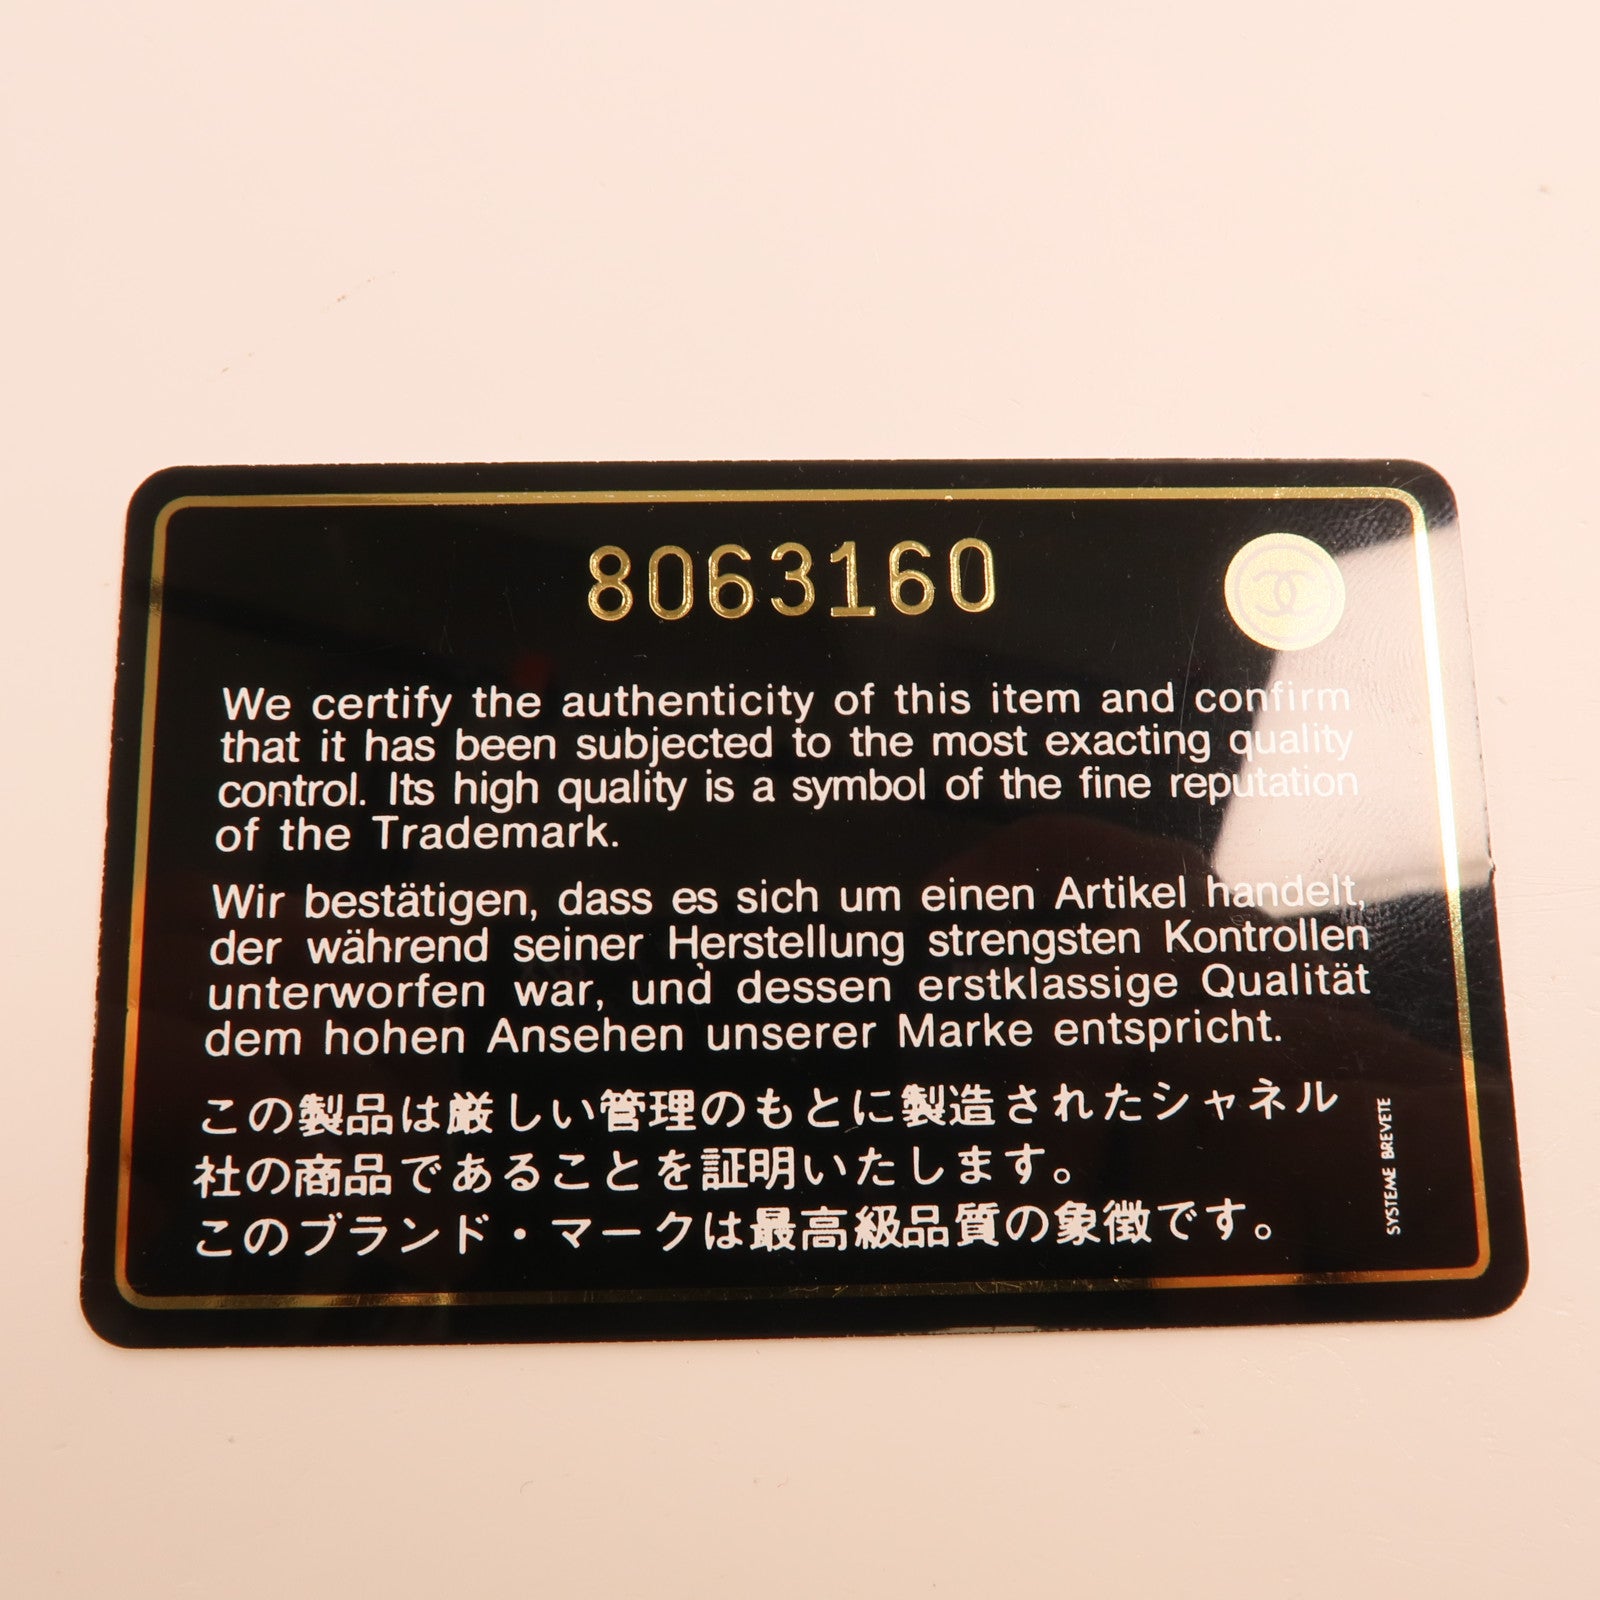 8063160
We certify the authenticity of this item and confirm
that it has been subjected to the most exacting quality
control. Its high quality is a symbol of the fine reputation
of the Trademark.
Wir bestätigen, dass es sich um einen Artikel handelt,
der während seiner Herstellung strengsten Kontrollen
unterworfen war, und dessen erstklassige Qualität
dem hohen Ansehen unserer Marke entspricht.
この製品は厳しい管理のもとに製造されたシャネル
社の商品であることを証明いたします。
このブランド・マークは最高級品質の象徴です。
SYSTEME BREVETE